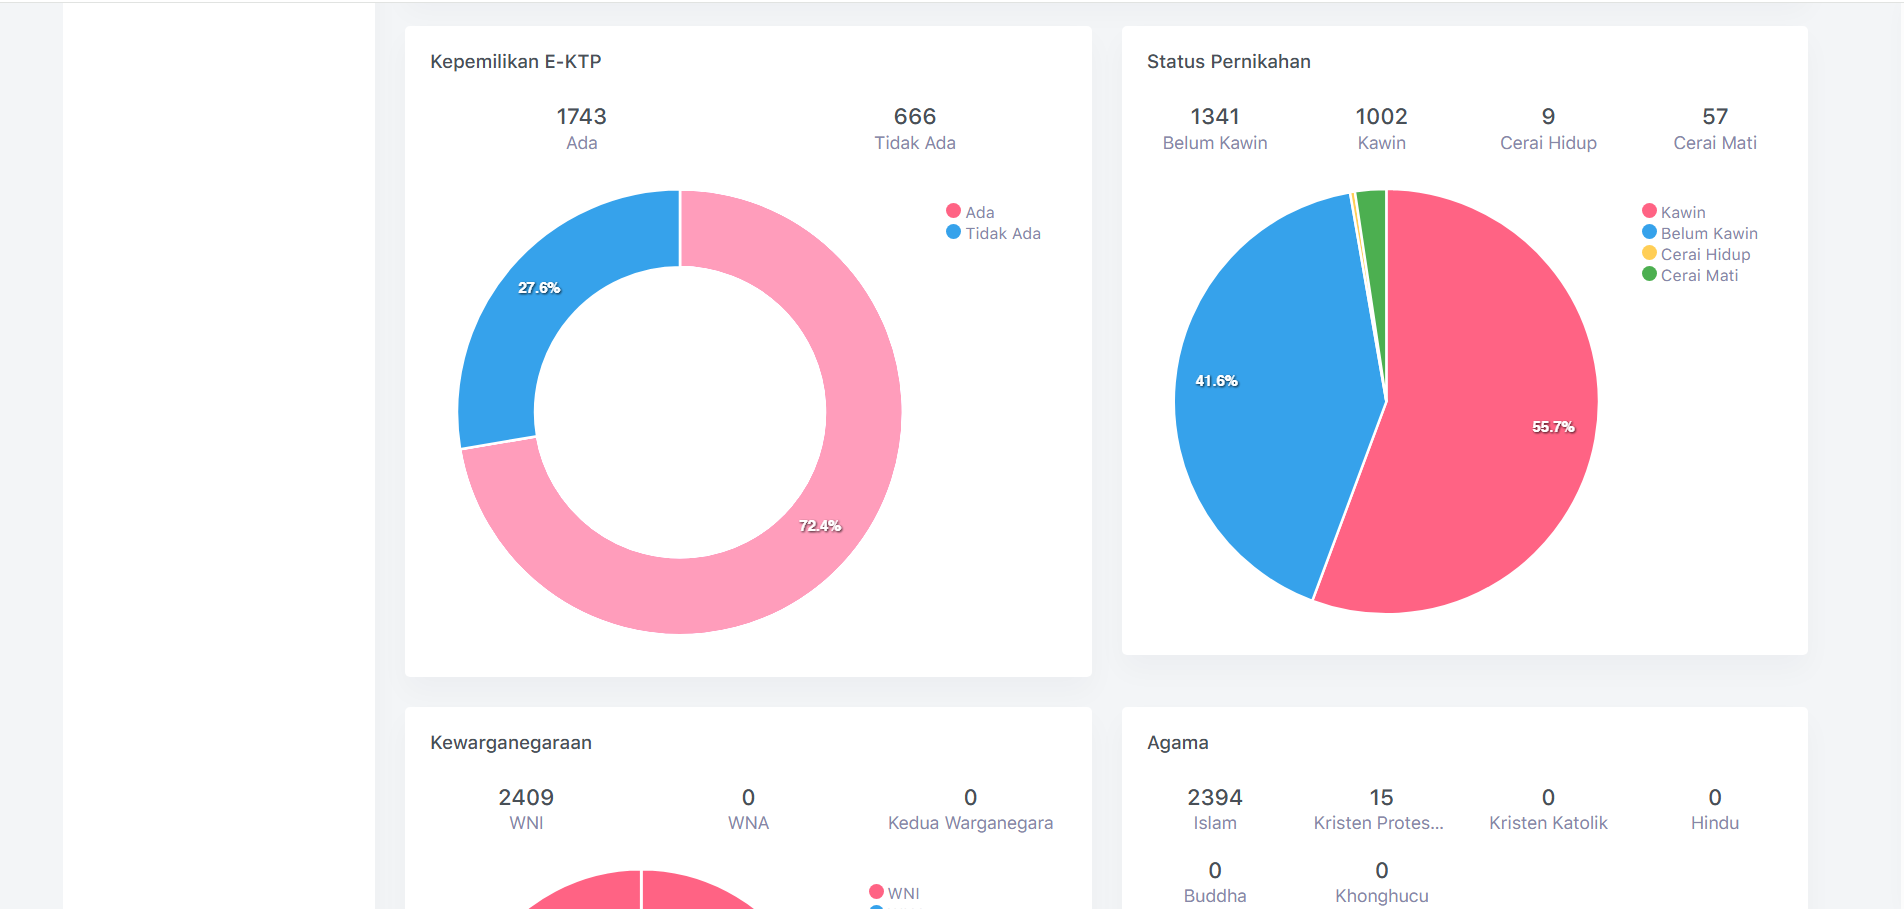 Kepemilikan E-KTP
1743
Ada
666
Tidak Ada
Ada
Tidak Ada
27.6%
72.4%
Status Pernikahan
1341
Belum Kawin
1002
Kawin
9
Cerai Hidup
57
Cerai Mati
Kawin
Belum Kawin
Cerai Hidup
Cerai Mati
41.6%
55.7%
Kewarganegaraan
2409
WNI
0
WNA
0
Kedua Warganegara
WNI
Agama
2394
Islam
15
Kristen Protes...
0
Kristen Katolik
0
Hindu
0
Buddha
0
Khonghucu